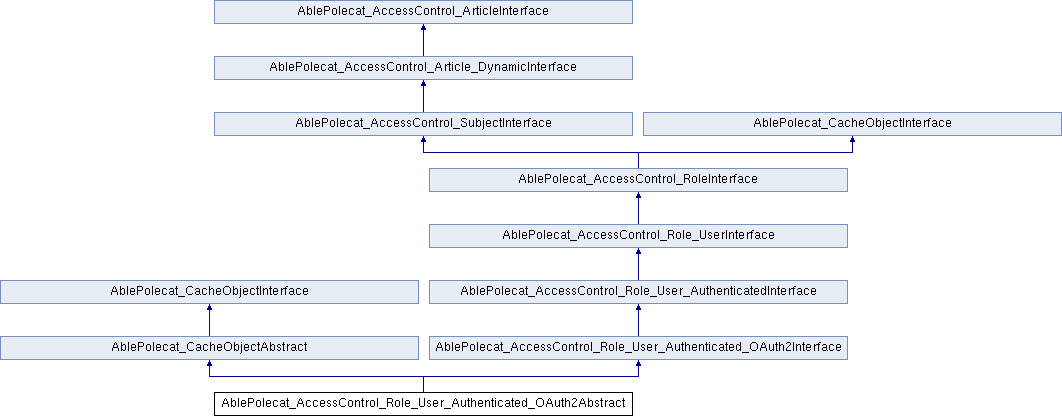 AblePolecat_AccessControl_ArticleInterface
AblePolecat_AccessControl_Article_DynamicInterface
AblePolecat_AccessControl_SubjectInterface
AblePolecat_CacheObjectInterface
AblePolecat_AccessControl_RoleInterface
AblePolecat_AccessControl_Role_UserInterface
AblePolecat_CacheObjectInterface
AblePolecat_AccessControl_Role_User_AuthenticatedInterface
AblePolecat_CacheObjectAbstract
AblePolecat_AccessControl_Role_User_Authenticated_OAuth2Interface
AblePolecat_AccessControl_Role_User_Authenticated_OAuth2Abstract